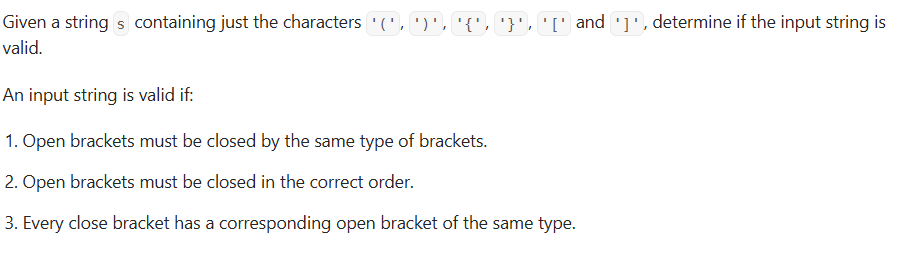 Given a string s containing just the characters '(', ')', '{', '}', '[' and ']', determine if the input string is
valid.
An input string is valid if:
1. Open brackets must be closed by the same type of brackets.
2. Open brackets must be closed in the correct order.
3. Every close bracket has a corresponding open bracket of the same type.